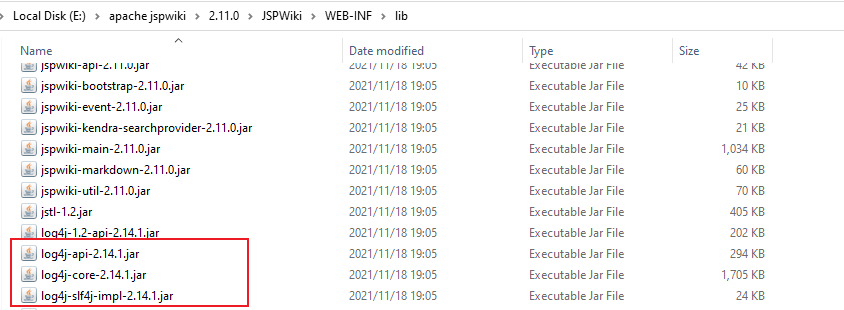 Local Disk (E:) > apache jspwiki > 2.11.0 > JSPWiki > WEB-INF > lib
Name Date modified Type Size
jspwiki-api-2.11.0.jar 2021/11/18 19:05 Executable Jar File 42 KB
jspwiki-bootstrap-2.11.0.jar 2021/11/18 19:05 Executable Jar File 10 KB
jspwiki-event-2.11.0.jar 2021/11/18 19:05 Executable Jar File 25 KB
jspwiki-kendra-searchprovider-2.11.0.jar 2021/11/18 19:05 Executable Jar File 21 KB
jspwiki-main-2.11.0.jar 2021/11/18 19:05 Executable Jar File 1,034 KB
jspwiki-markdown-2.11.0.jar 2021/11/18 19:05 Executable Jar File 60 KB
jspwiki-util-2.11.0.jar 2021/11/18 19:05 Executable Jar File 70 KB
jstl-1.2.jar 2021/11/18 19:05 Executable Jar File 405 KB
log4j-1.2-api-2.14.1.jar 2021/11/18 19:05 Executable Jar File 202 KB
log4j-api-2.14.1.jar 2021/11/18 19:05 Executable Jar File 294 KB
log4j-core-2.14.1.jar 2021/11/18 19:05 Executable Jar File 1,705 KB
log4j-slf4j-impl-2.14.1.jar 2021/11/18 19:05 Executable Jar File 24 KB